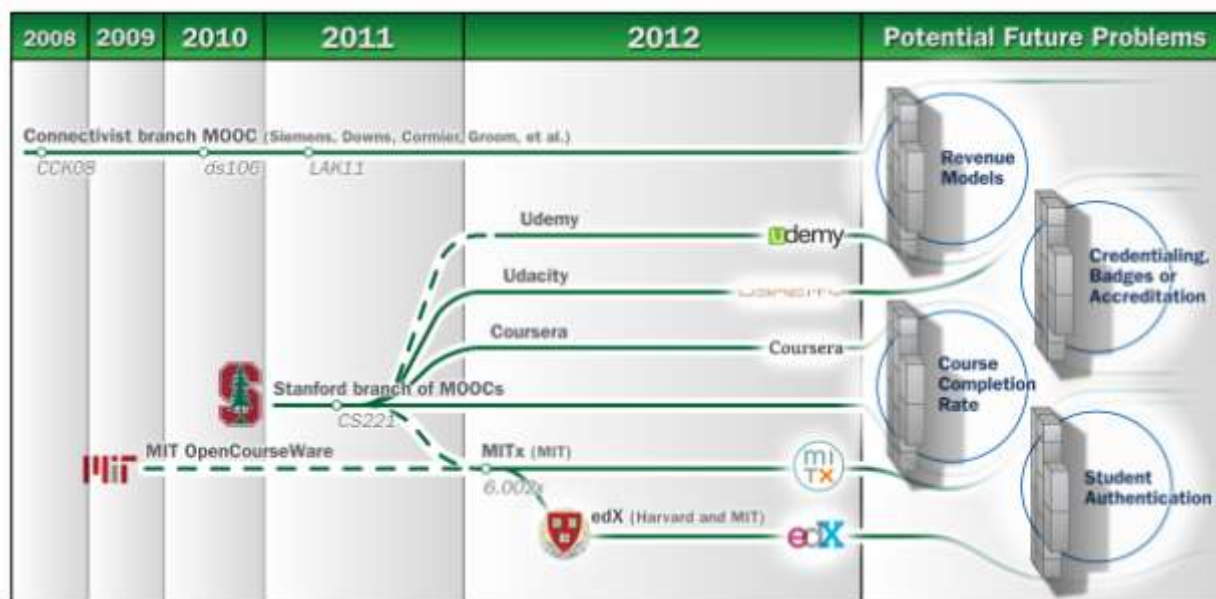 2008 2009 2010 2011 2012 Potential Future Problems
Connectivist branch MOOC (Siemens, Downs, Cormier, Groom, et al.)
CCK08 ds106 LAK11
Revenue
Models
Udemy
udemy
Credentialing,
Badges or
Accreditation
Udacity
Coursera
Coursera
Course
Completion
Rate
S
Stanford branch of MOOCs
CS221
MIT OpenCourseWare
MIT
MITx (MIT)
6.002x
MITX
Student
Authentication
edX (Harvard and MIT)
edX